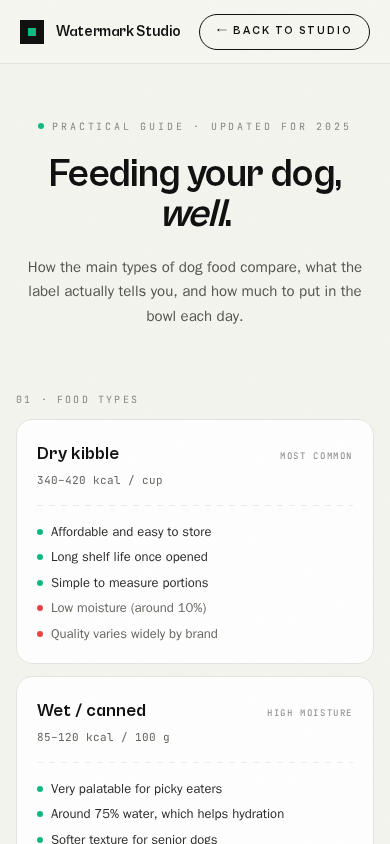 Watermark Studio
← BACK TO STUDIO
PRACTICAL GUIDE · UPDATED FOR 2025
Feeding your dog,
well.
How the main types of dog food compare, what the
label actually tells you, and how much to put in the
bowl each day.
01 · FOOD TYPES
Dry kibble
MOST COMMON
340–420 kcal / cup
Affordable and easy to store
Long shelf life once opened
Simple to measure portions
Low moisture (around 10%)
Quality varies widely by brand
Wet / canned
HIGH MOISTURE
85–120 kcal / 100 g
Very palatable for picky eaters
Around 75% water, which helps hydration
Softer texture for senior dogs